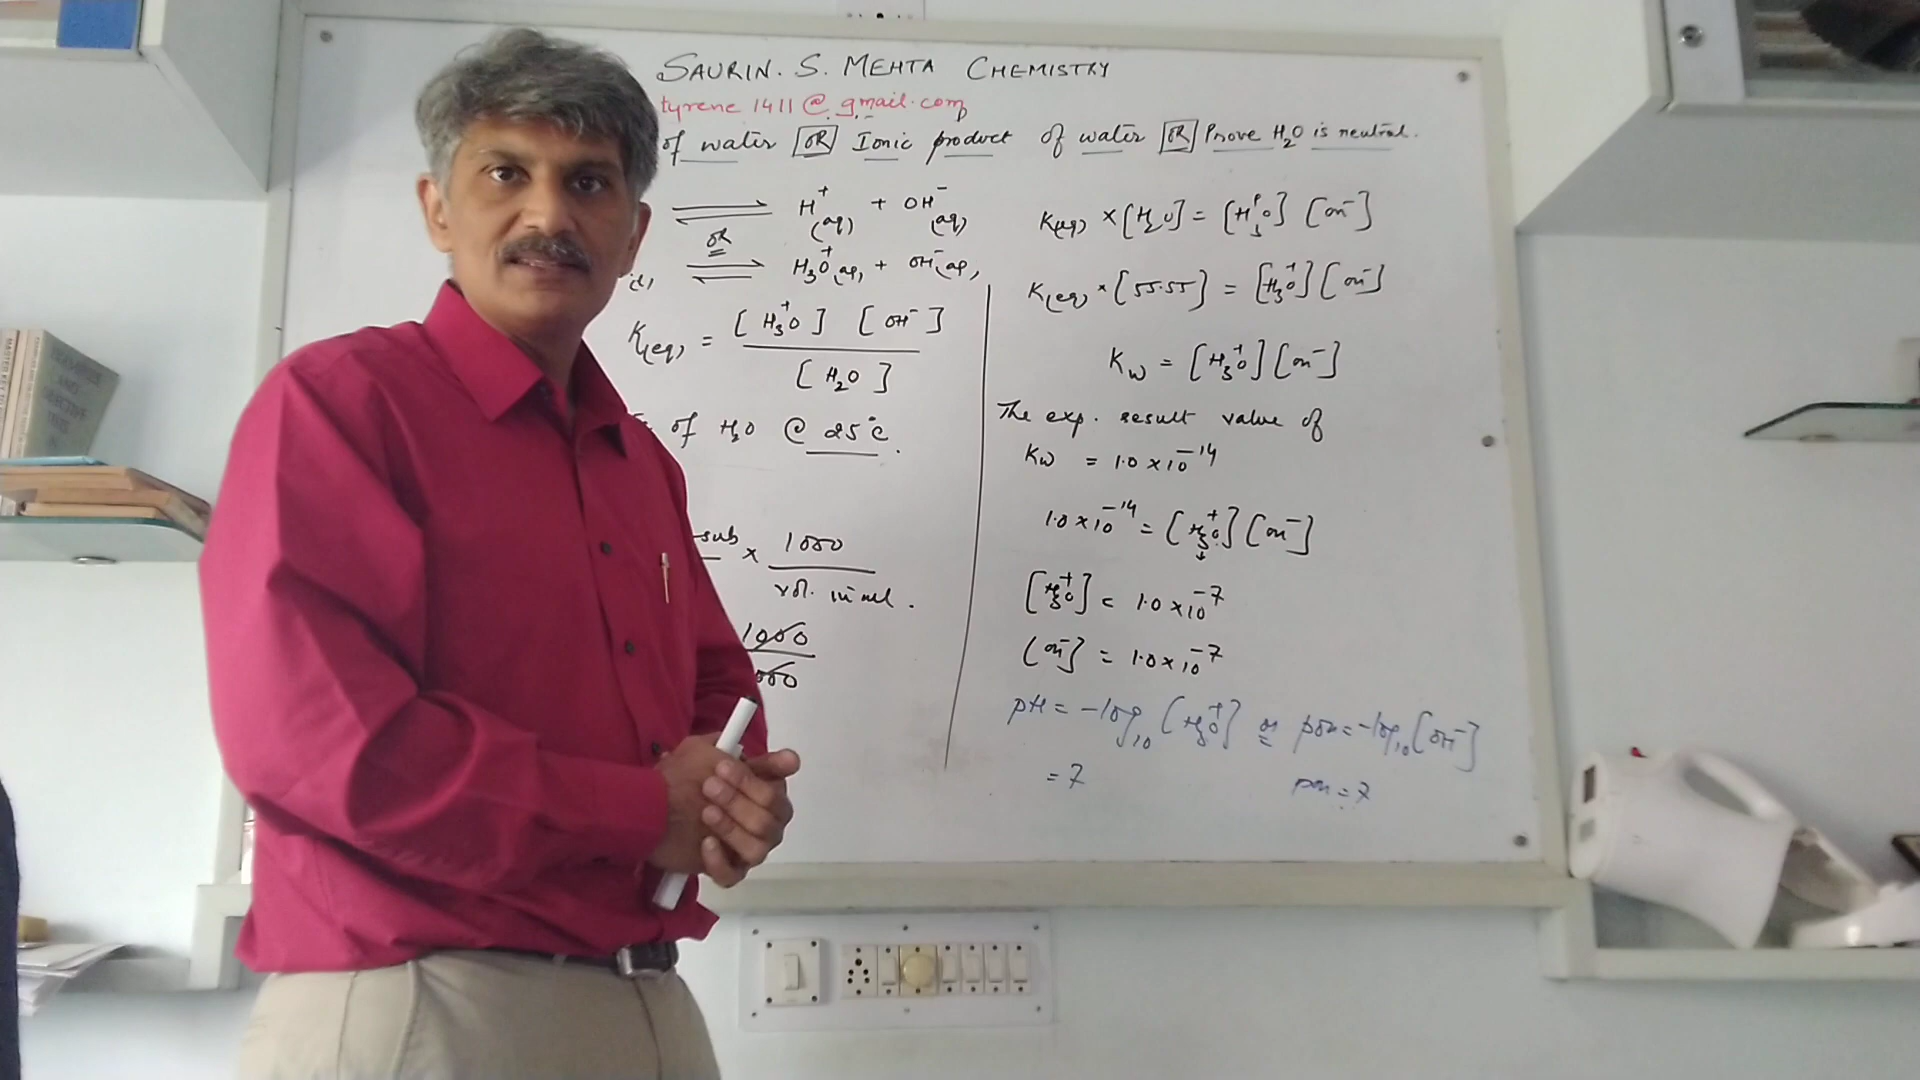 SAURIN. S. MEHTA CHEMISTRY
tyrene 1411@gmail.com
of water OR Ionic product of water OR Prove H₂O is neutral.
⇌ H⁺(aq) + OH⁻(aq)
OR
⇌ H₃O⁺(aq) + OH⁻(aq)
K(eq) = [H₃O⁺] [OH⁻]
[H₂O]
of H₂O @ 25°C.
sub × 1000
vol. in ml.
1000
000
K(eq) × [H₂O] = [H₃O⁺] [OH⁻]
K(eq) × [55.55] = [H₃O⁺] [OH⁻]
Kw = [H₃O⁺] [OH⁻]
The exp. result value of
Kw = 1.0 × 10⁻¹⁴
1.0 × 10⁻¹⁴ = [H₃O⁺] [OH⁻]
[H₃O⁺] = 1.0 × 10⁻⁷
[OH⁻] = 1.0 × 10⁻⁷
pH = -log₁₀ [H₃O⁺] or pOH = -log₁₀ [OH⁻]
= 7 pOH = 7